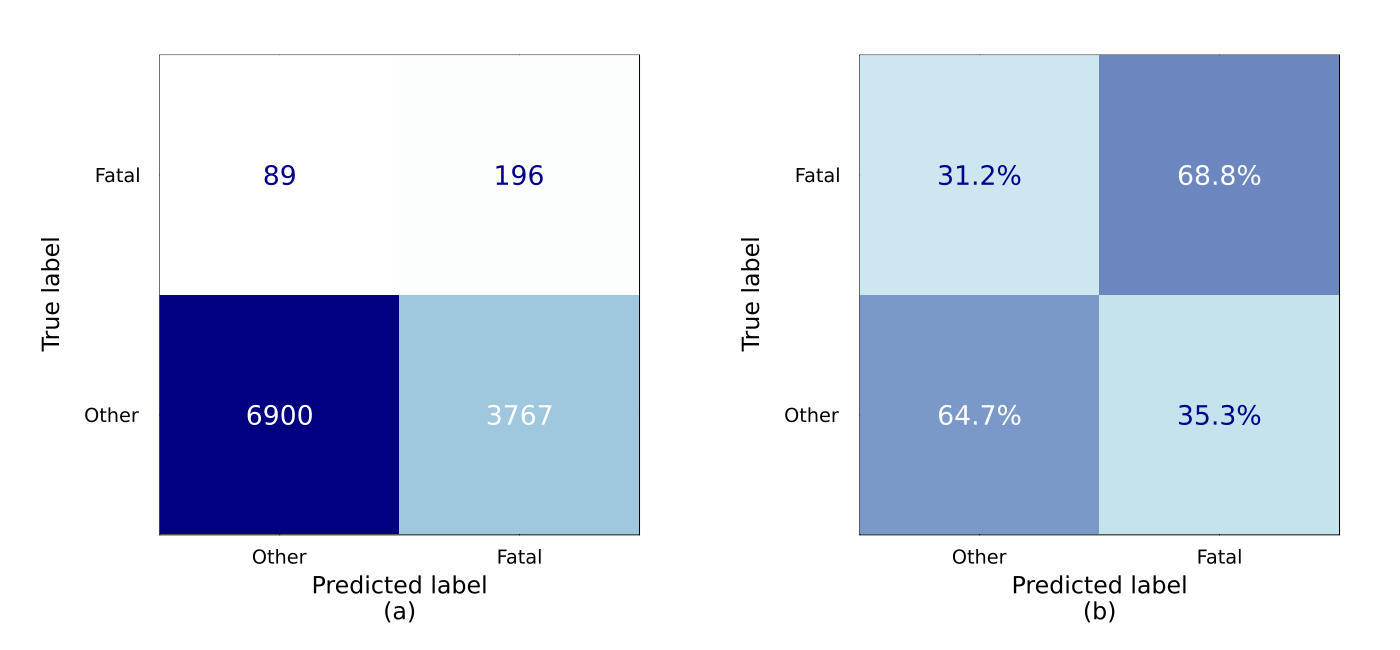 Fatal
89
196
True label
Other
6900
3767
Other
Fatal
Predicted label
(a)
Fatal
31.2%
68.8%
True label
Other
64.7%
35.3%
Other
Fatal
Predicted label
(b)